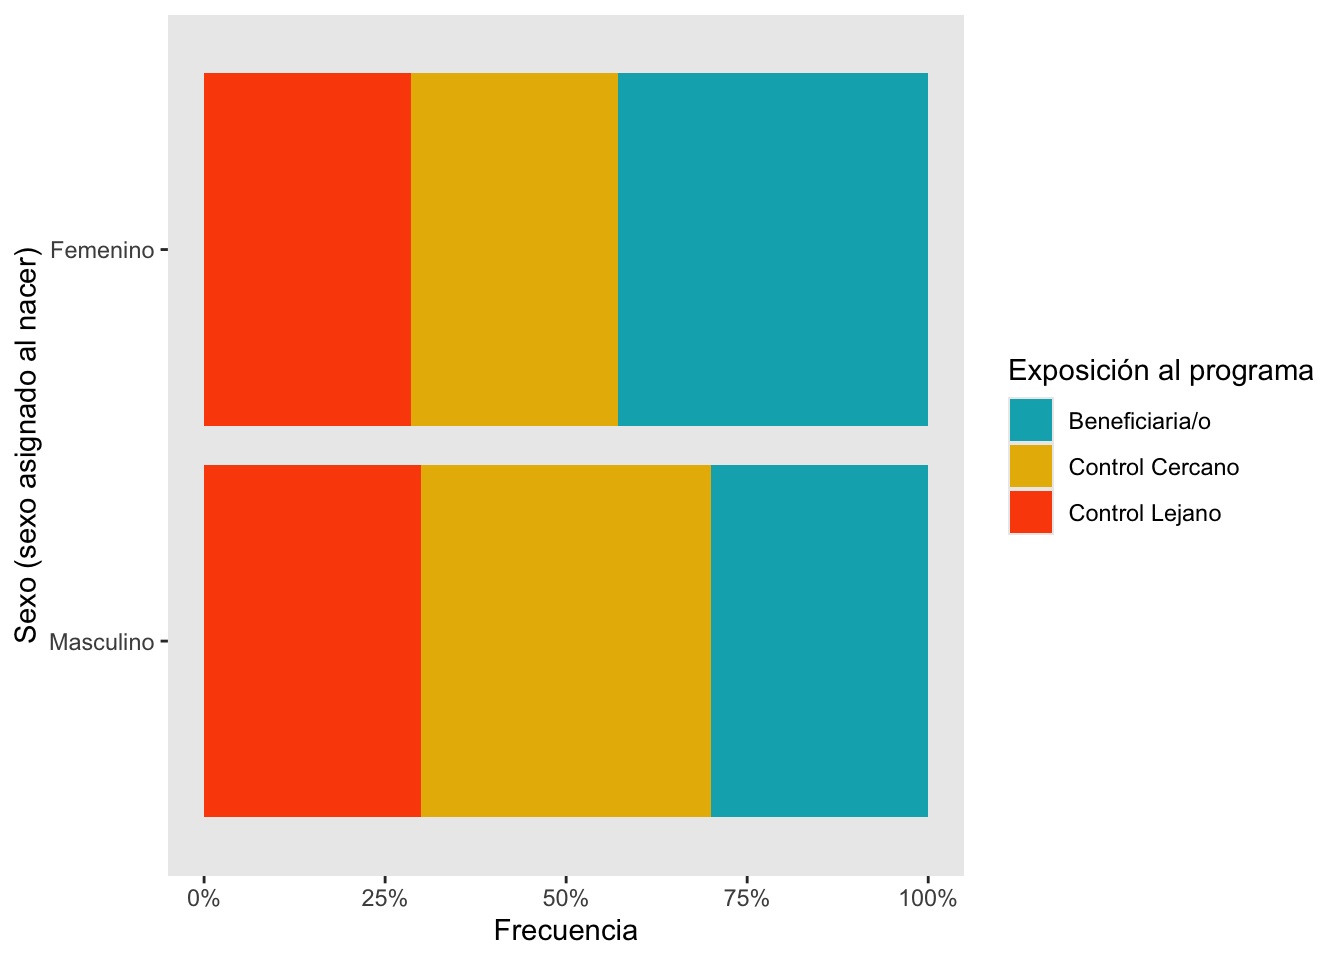 Sexo (sexo asignado al nacer)
Femenino
Masculino
0%
25%
50%
75%
100%
Frecuencia
Exposición al programa
Beneficiaria/o
Control Cercano
Control Lejano